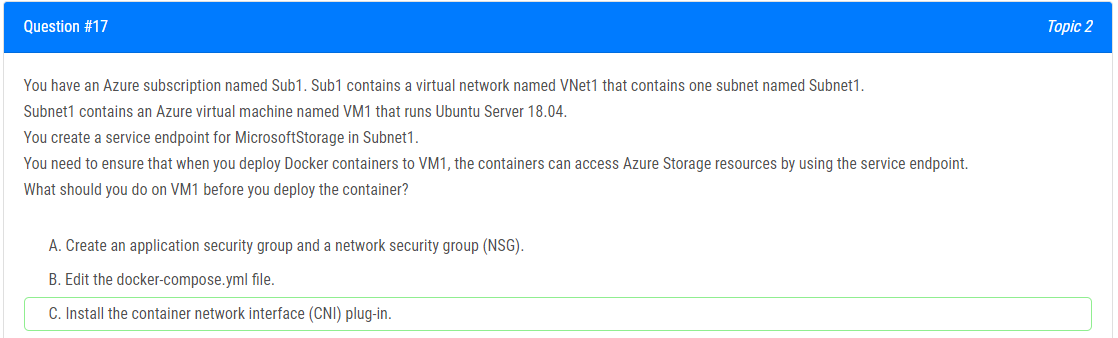 Question #17
Topic 2
You have an Azure subscription named Sub1. Sub1 contains a virtual network named VNet1 that contains one subnet named Subnet1.
Subnet1 contains an Azure virtual machine named VM1 that runs Ubuntu Server 18.04.
You create a service endpoint for MicrosoftStorage in Subnet1.
You need to ensure that when you deploy Docker containers to VM1, the containers can access Azure Storage resources by using the service endpoint.
What should you do on VM1 before you deploy the container?
A. Create an application security group and a network security group (NSG).
B. Edit the docker-compose.yml file.
C. Install the container network interface (CNI) plug-in.